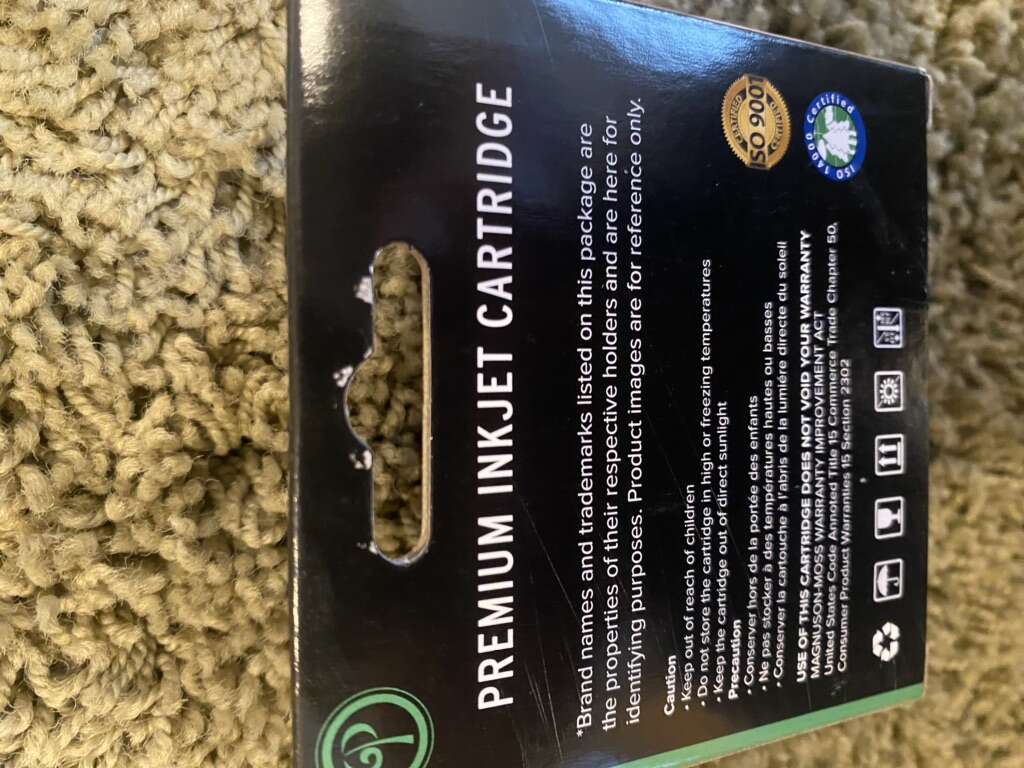 PREMIUM INKJET CARTRIDGE
*Brand names and trademarks listed on this package are
the properties of their respective holders and are here for
identifying purposes. Product images are for reference only.
Caution
• Keep out of reach of children
• Do not store the cartridge in high or freezing temperatures
• Keep the cartridge out of direct sunlight
Precaution
• Conserver hors de la portée des enfants
• Ne pas stocker à des températures hautes ou basses
• Conserver la cartouche à l'abris de la lumière directe du soleil
USE OF THIS CARTRIDGE DOES NOT VOID YOUR WARRANTY
MAGNUSON-MOSS WARRANTY IMPROVEMENT ACT
United States Code Annoted Title 15 Commerce Trade Chapter 50,
Consumer Product Warranties 15 Section 2302
CERTIFIED
ISO 9001
CERTIFIED
ISO 14000 Certified